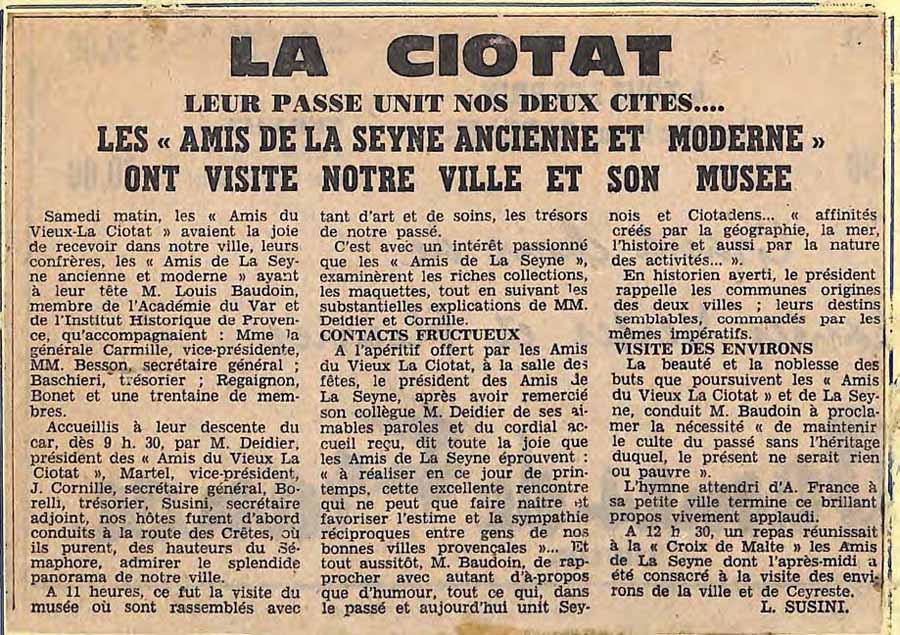 LA CIOTAT
LEUR PASSE UNIT NOS DEUX CITES....
LES « AMIS DE LA SEYNE ANCIENNE ET MODERNE »
ONT VISITE NOTRE VILLE ET SON MUSEE
Samedi matin, les « Amis du
Vieux-La Ciotat » avaient la joie
de recevoir dans notre ville, leurs
confrères, les « Amis de La Sey-
ne ancienne et moderne » ayant
à leur tête M. Louis Baudoin,
membre de l'Académie du Var et
de l'Institut Historique de Proven-
ce, qu'accompagnaient : Mme la
générale Carmille, vice-présidente,
MM. Besson, secrétaire général ;
Baschieri, trésorier ; Regaignon,
Bonet et une trentaine de mem-
bres.
Accueillis à leur descente du
car, dès 9 h. 30, par M. Deidier,
président des « Amis du Vieux La
Ciotat », Martel, vice-président,
J. Cornille, secrétaire général, Bo-
relli, trésorier, Susini, secrétaire
adjoint, nos hôtes furent d'abord
conduits à la route des Crêtes, où
ils purent, des hauteurs du Sé-
maphore, admirer le splendide
panorama de notre ville.
A 11 heures, ce fut la visite du
musée où sont rassemblés avec
tant d'art et de soins, les trésors
de notre passé.
C'est avec un intérêt passionné
que les « Amis de La Seyne »,
examinèrent les riches collections,
les maquettes, tout en suivant les
substantielles explications de MM.
Deidier et Cornille.
CONTACTS FRUCTUEUX
A l'apéritif offert par les Amis
du Vieux La Ciotat, à la salle des
fêtes, le président des Amis de
La Seyne, après avoir remercié
son collègue M. Deidier de ses ai-
mables paroles et du cordial ac-
cueil reçu, dit toute la joie que
les Amis de La Seyne éprouvent :
« à réaliser en ce jour de prin-
temps, cette excellente rencontre
qui ne peut que faire naître et
favoriser l'estime et la sympathie
réciproques entre gens de nos
bonnes villes provençales »... Et
tout aussitôt, M. Baudoin, de rap-
procher avec autant d'à-propos
que d'humour, tout ce qui, dans
le passé et aujourd'hui unit Sey-
nois et Ciotadens... « affinités
créés par la géographie, la mer,
l'histoire et aussi par la nature
des activités... ».
En historien averti, le président
rappelle les communes origines
des deux villes ; leurs destins
semblables, commandés par les
mêmes impératifs.
VISITE DES ENVIRONS
La beauté et la noblesse des
buts que poursuivent les « Amis
du Vieux La Ciotat » et de La Sey-
ne, conduit M. Baudoin à procla-
mer la nécessité « de maintenir
le culte du passé sans l'héritage
duquel, le présent ne serait rien
ou pauvre ».
L'hymne attendri d'A. France à
sa petite ville termine ce brillant
propos vivement applaudi.
A 12 h 30, un repas réunissait
à la « Croix de Malte » les Amis
de La Seyne dont l'après-midi a
été consacré à la visite des envi-
rons de la ville et de Ceyreste.
L. SUSINI.